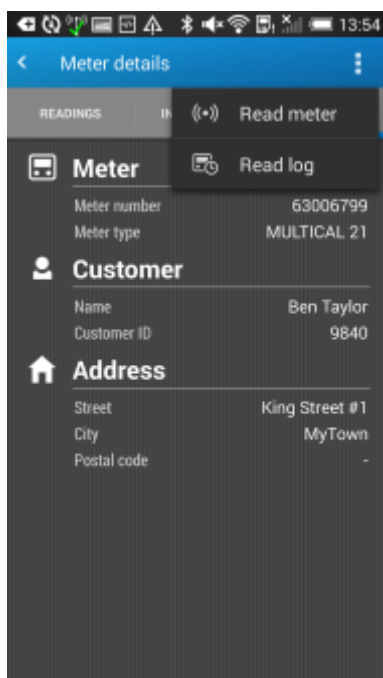 13:54
Meter details
READINGS
IN
Read meter
Read log
Meter
Meter number 63006799
Meter type MULTICAL 21
Customer
Name Ben Taylor
Customer ID 9840
Address
Street King Street #1
City MyTown
Postal code -